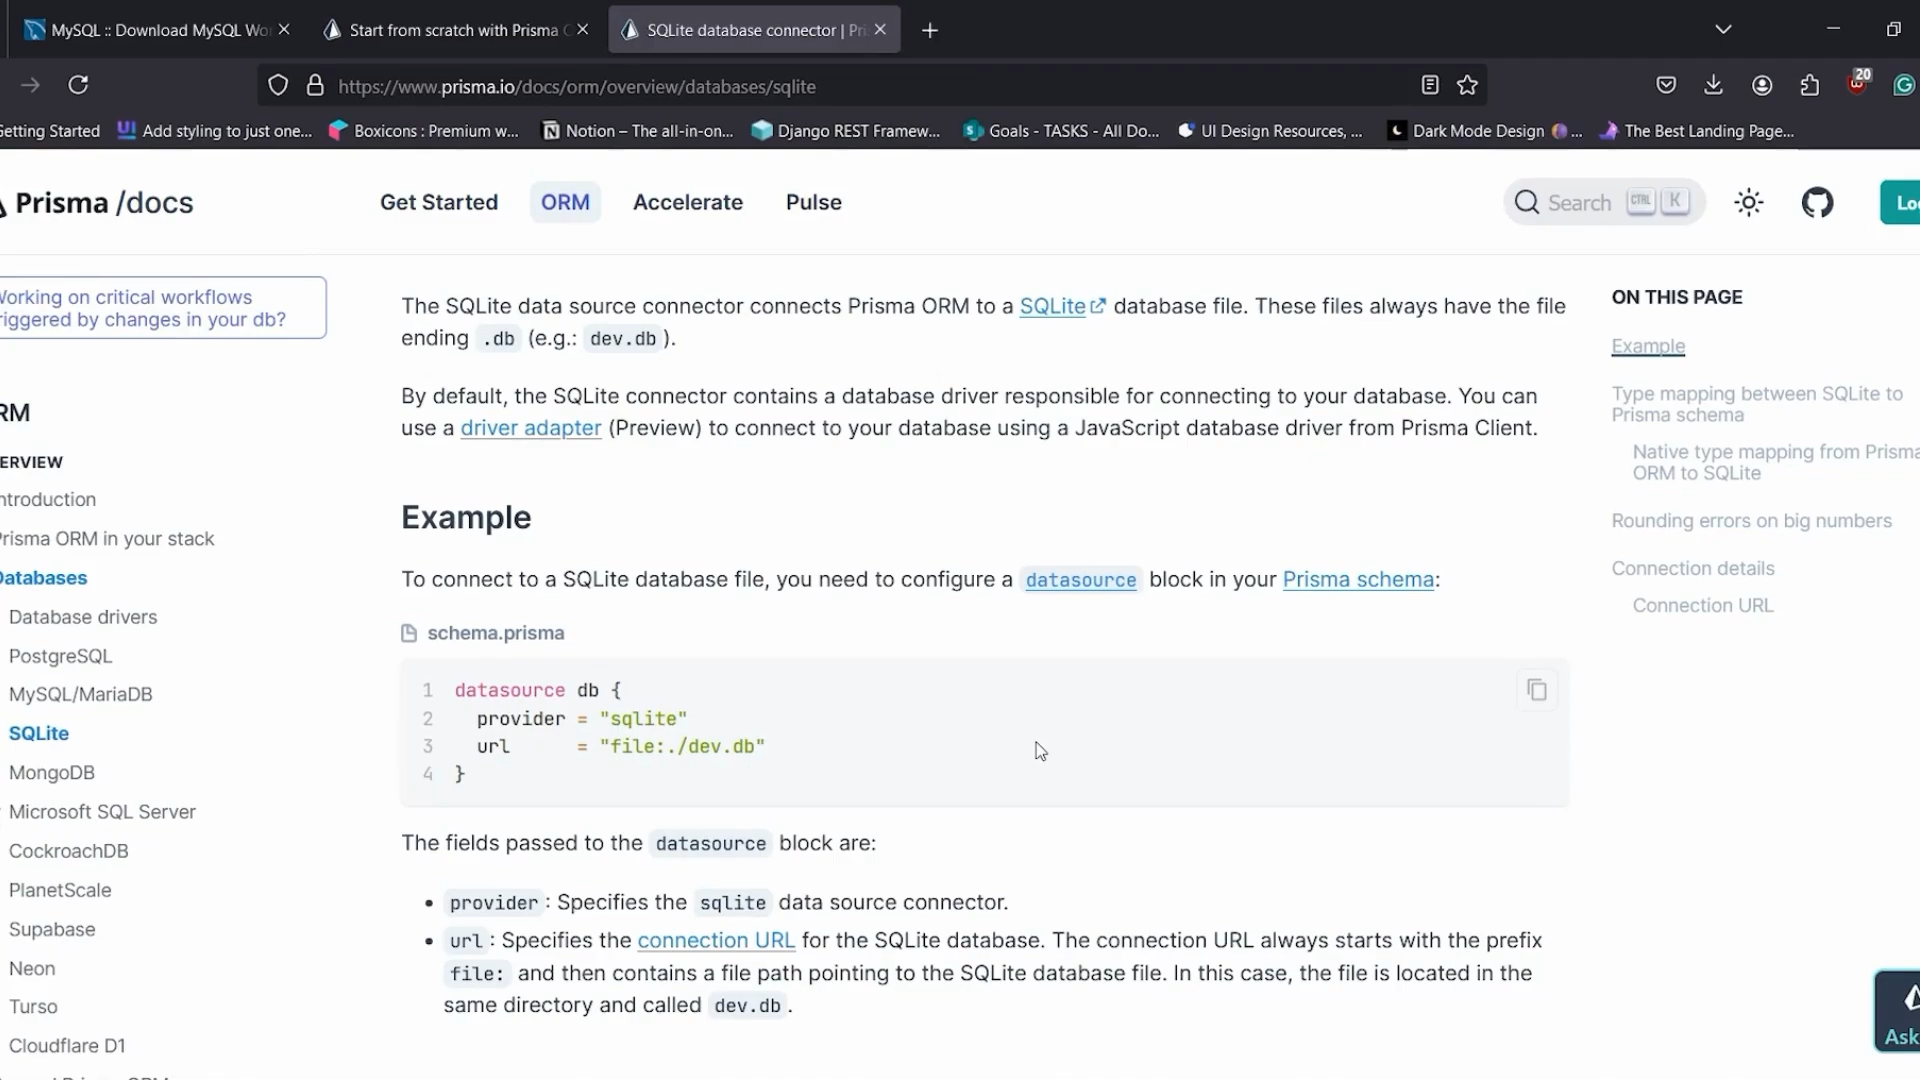 MySQL :: Download MySQL Wo
Start from scratch with Prisma
SQLite database connector | Pri
https://www.prisma.io/docs/orm/overview/databases/sqlite
20
Getting Started
Add styling to just one...
Boxicons : Premium w...
Notion – The all-in-on...
Django REST Framew...
Goals - TASKS - All Do...
UI Design Resources, ...
Dark Mode Design
...
The Best Landing Page...
Prisma /docs
Get Started
ORM
Accelerate
Pulse
Search
CTRL
K
Lo
Working on critical workflows
triggered by changes in your db?
RM
ERVIEW
ntroduction
Prisma ORM in your stack
Databases
Database drivers
PostgreSQL
MySQL/MariaDB
SQLite
MongoDB
Microsoft SQL Server
CockroachDB
PlanetScale
Supabase
Neon
Turso
Cloudflare D1
The SQLite data source connector connects Prisma ORM to a SQLite database file. These files always have the file
ending .db (e.g.: dev.db).
By default, the SQLite connector contains a database driver responsible for connecting to your database. You can
use a driver adapter (Preview) to connect to your database using a JavaScript database driver from Prisma Client.
Example
To connect to a SQLite database file, you need to configure a datasource block in your Prisma schema:
schema.prisma
1 datasource db {
2 provider = "sqlite"
3 url = "file:./dev.db"
4 }
The fields passed to the datasource block are:
• provider : Specifies the sqlite data source connector.
• url : Specifies the connection URL for the SQLite database. The connection URL always starts with the prefix
file: and then contains a file path pointing to the SQLite database file. In this case, the file is located in the
same directory and called dev.db.
ON THIS PAGE
Example
Type mapping between SQLite to
Prisma schema
Native type mapping from Prisma
ORM to SQLite
Rounding errors on big numbers
Connection details
Connection URL
Ask